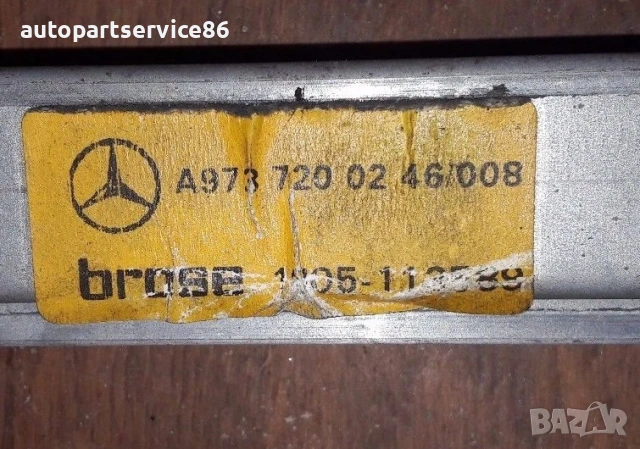 autopartservice86
A973 720 02 46/008
brose
BAZAR